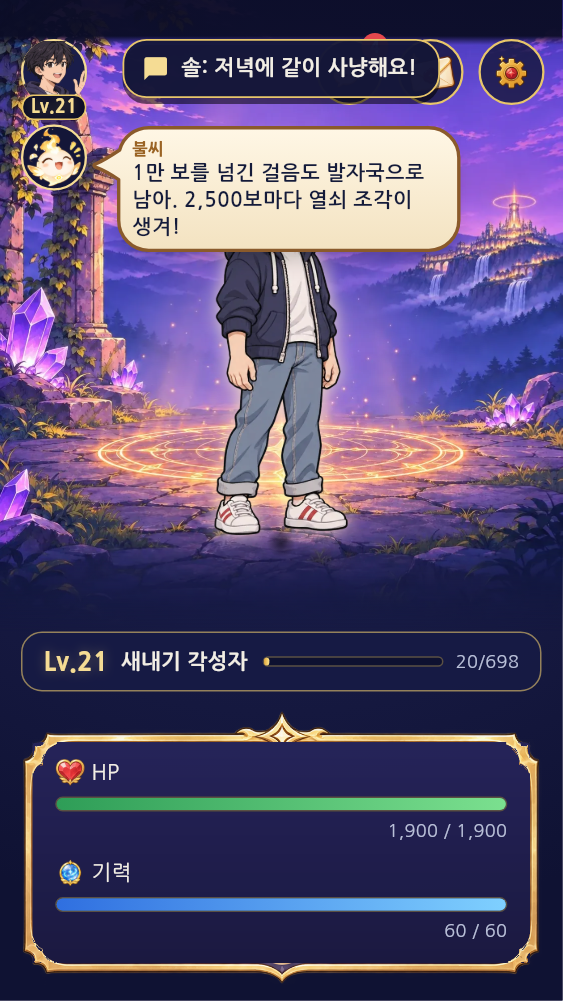 솔: 저녁에 같이 사냥해요!
Lv.21
불씨
1만 보를 넘긴 걸음도 발자국으로
남아. 2,500보마다 열쇠 조각이
생겨!
Lv.21 새내기 각성자 20/698
HP
1,900 / 1,900
기력
60 / 60